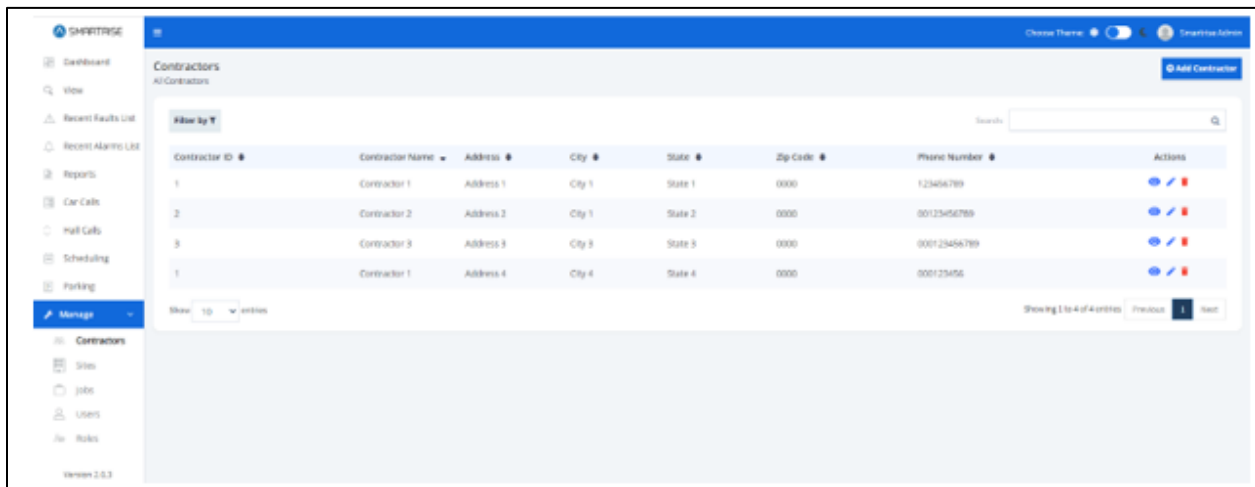 SMARTRISE
Choose Theme: Smartrise Admin
Dashboard
View
Recent Faults List
Recent Alarms List
Reports
Car Calls
Hall Calls
Scheduling
Parking
Manage
Contractors
Sites
Jobs
Users
Roles
Version 2.0.3
Contractors
All Contractors
Add Contractor
Filter by
Search:
Contractor ID Contractor Name Address City State Zip Code Phone Number Actions
1 Contractor 1 Address 1 City 1 State 1 0000 123456789
2 Contractor 2 Address 2 City 1 State 2 0000 00123456789
3 Contractor 3 Address 3 City 3 State 3 0000 000123456789
1 Contractor 1 Address 4 City 4 State 4 0000 000123456
Show 10 entries
Showing 1 to 4 of 4 entries Previous 1 Next